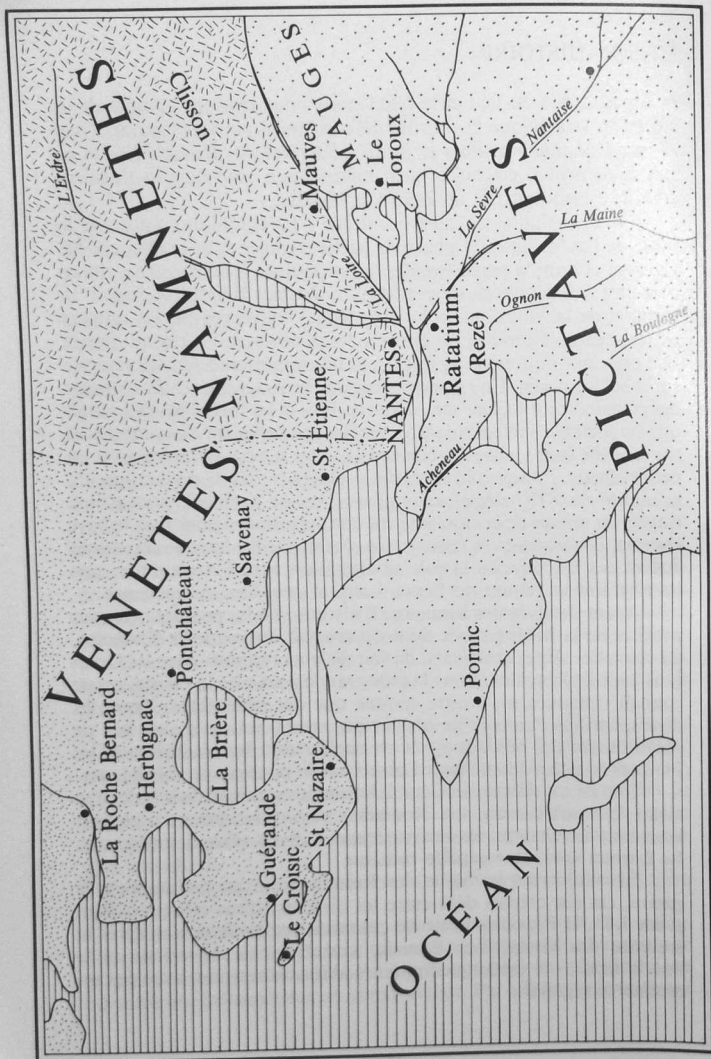 VENETES
NAMNETES
PICTAVES
OCÉAN
MAUGES
L'Erdre
Clisson
Mauves
Le
Loroux
La Loire
La Sèvre
Nantaise
La Maine
Ognon
La Boulogne
NANTES
Ratatium
(Rezé)
St Etienne
Acheneau
Savenay
Pontchâteau
La Roche Bernard
Herbignac
La Brière
Guérande
Le Croisic
St Nazaire
Pornic